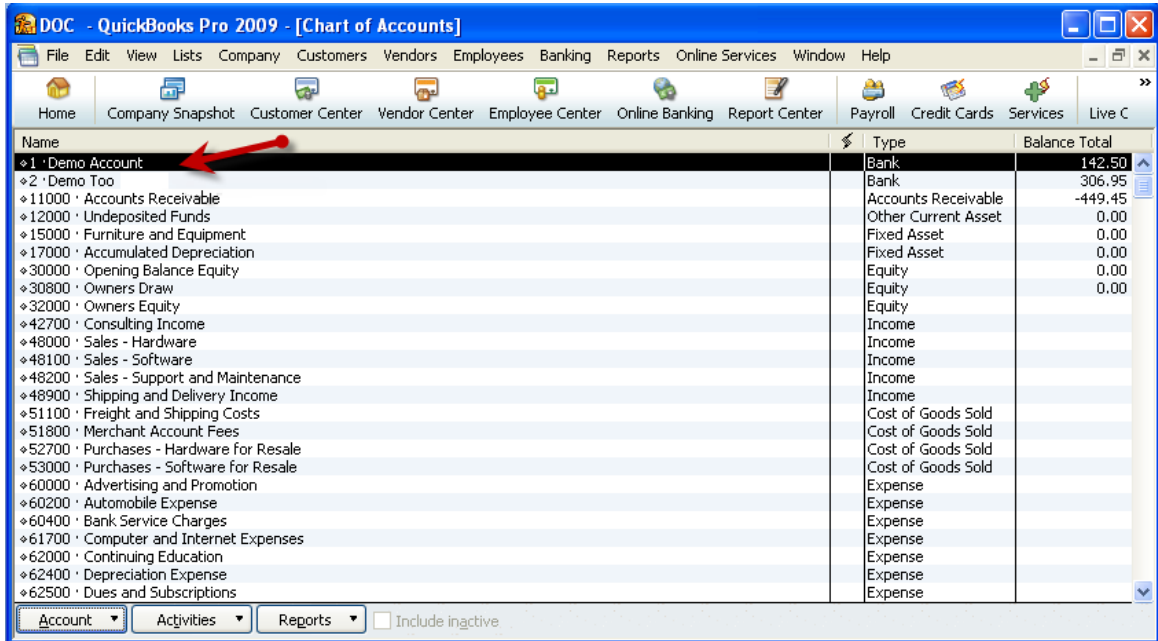 DOC - QuickBooks Pro 2009 - [Chart of Accounts]
File Edit View Lists Company Customers Vendors Employees Banking Reports Online Services Window Help
Home Company Snapshot Customer Center Vendor Center Employee Center Online Banking Report Center Payroll Credit Cards Services Live C
Name Type Balance Total
1 · Demo Account Bank 142.50
2 · Demo Too Bank 306.95
11000 · Accounts Receivable Accounts Receivable -449.45
12000 · Undeposited Funds Other Current Asset 0.00
15000 · Furniture and Equipment Fixed Asset 0.00
17000 · Accumulated Depreciation Fixed Asset 0.00
30000 · Opening Balance Equity Equity 0.00
30800 · Owners Draw Equity 0.00
32000 · Owners Equity Equity
42700 · Consulting Income Income
48000 · Sales - Hardware Income
48100 · Sales - Software Income
48200 · Sales - Support and Maintenance Income
48900 · Shipping and Delivery Income Income
51100 · Freight and Shipping Costs Cost of Goods Sold
51800 · Merchant Account Fees Cost of Goods Sold
52700 · Purchases - Hardware for Resale Cost of Goods Sold
53000 · Purchases - Software for Resale Cost of Goods Sold
60000 · Advertising and Promotion Expense
60200 · Automobile Expense Expense
60400 · Bank Service Charges Expense
61700 · Computer and Internet Expenses Expense
62000 · Continuing Education Expense
62400 · Depreciation Expense Expense
62500 · Dues and Subscriptions Expense
Account Activities Reports Include inactive